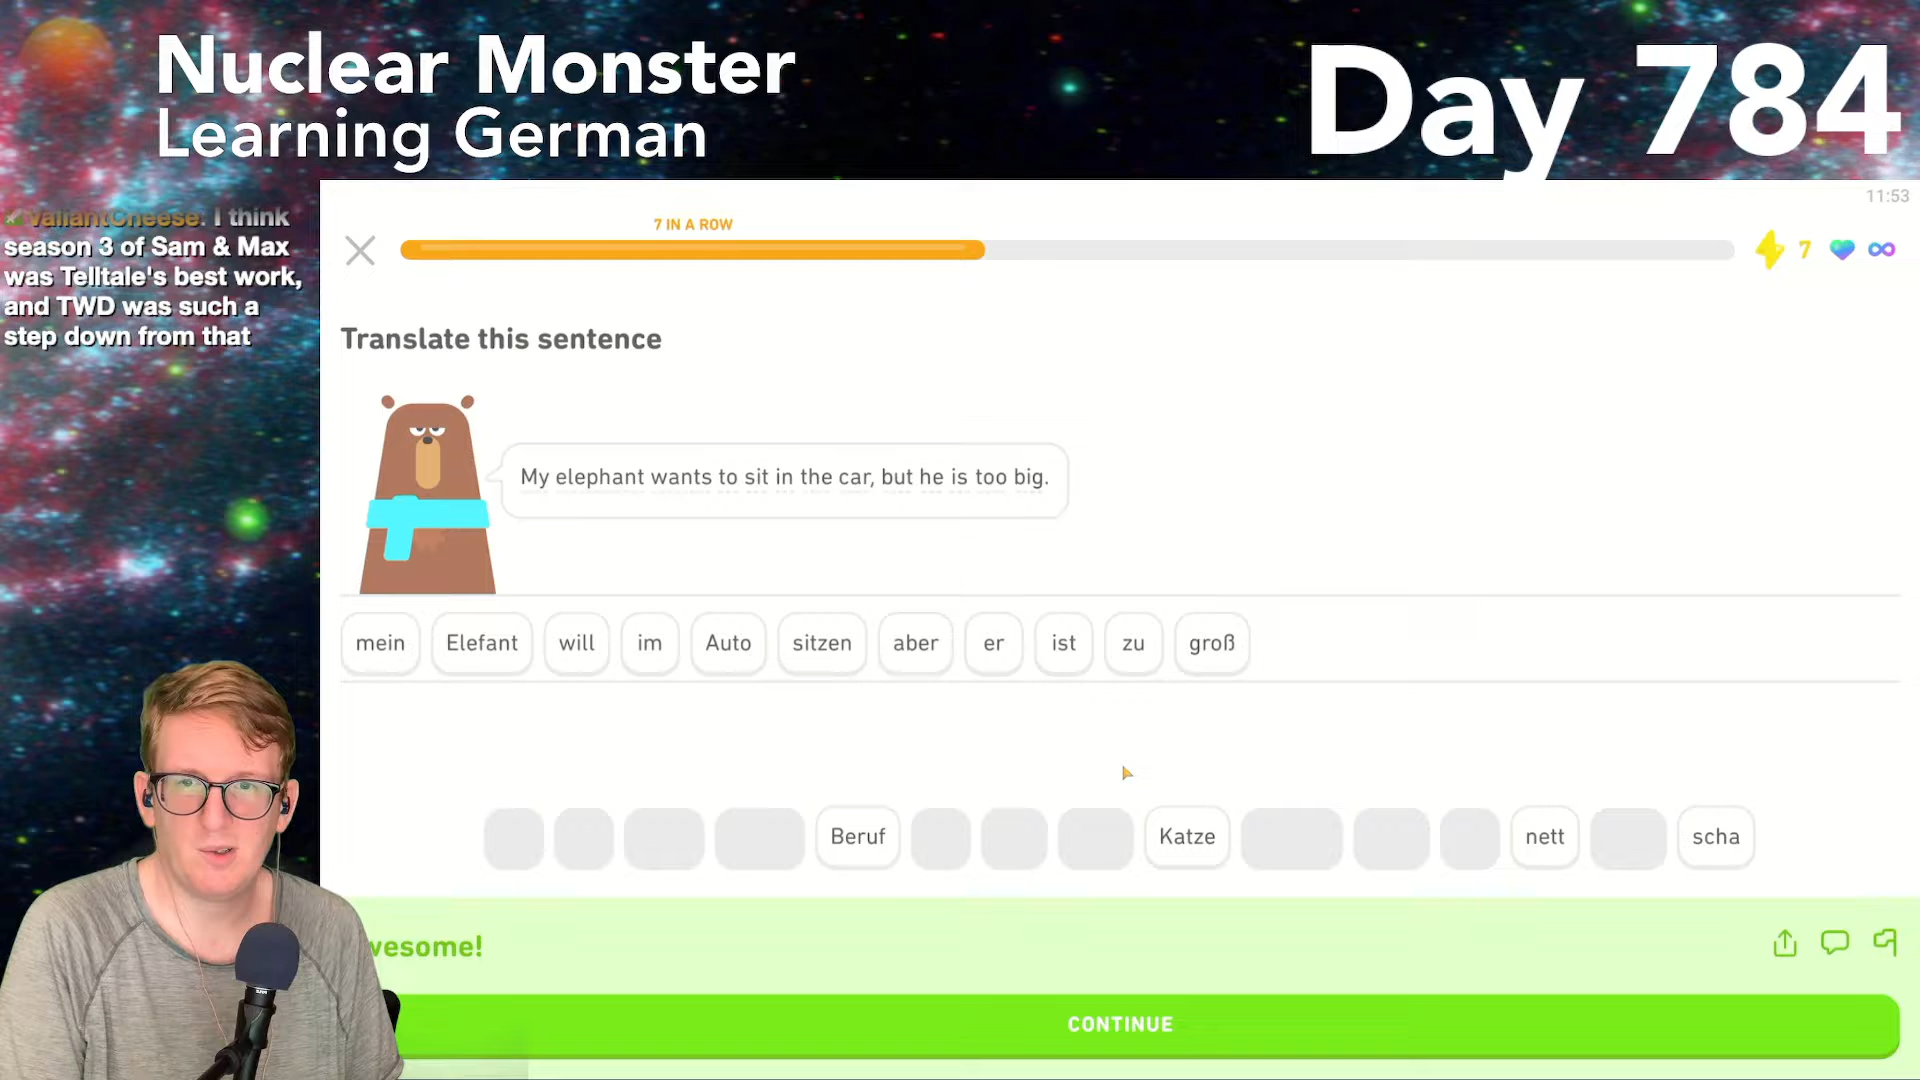 Nuclear Monster
Learning German
Day 784
11:53
ValiantCheese: I think
season 3 of Sam & Max
was Telltale's best work,
and TWD was such a
step down from that
7 IN A ROW
7
Translate this sentence
My elephant wants to sit in the car, but he is too big.
mein Elefant will im Auto sitzen aber er ist zu groß
Beruf Katze nett scha
wesome!
CONTINUE